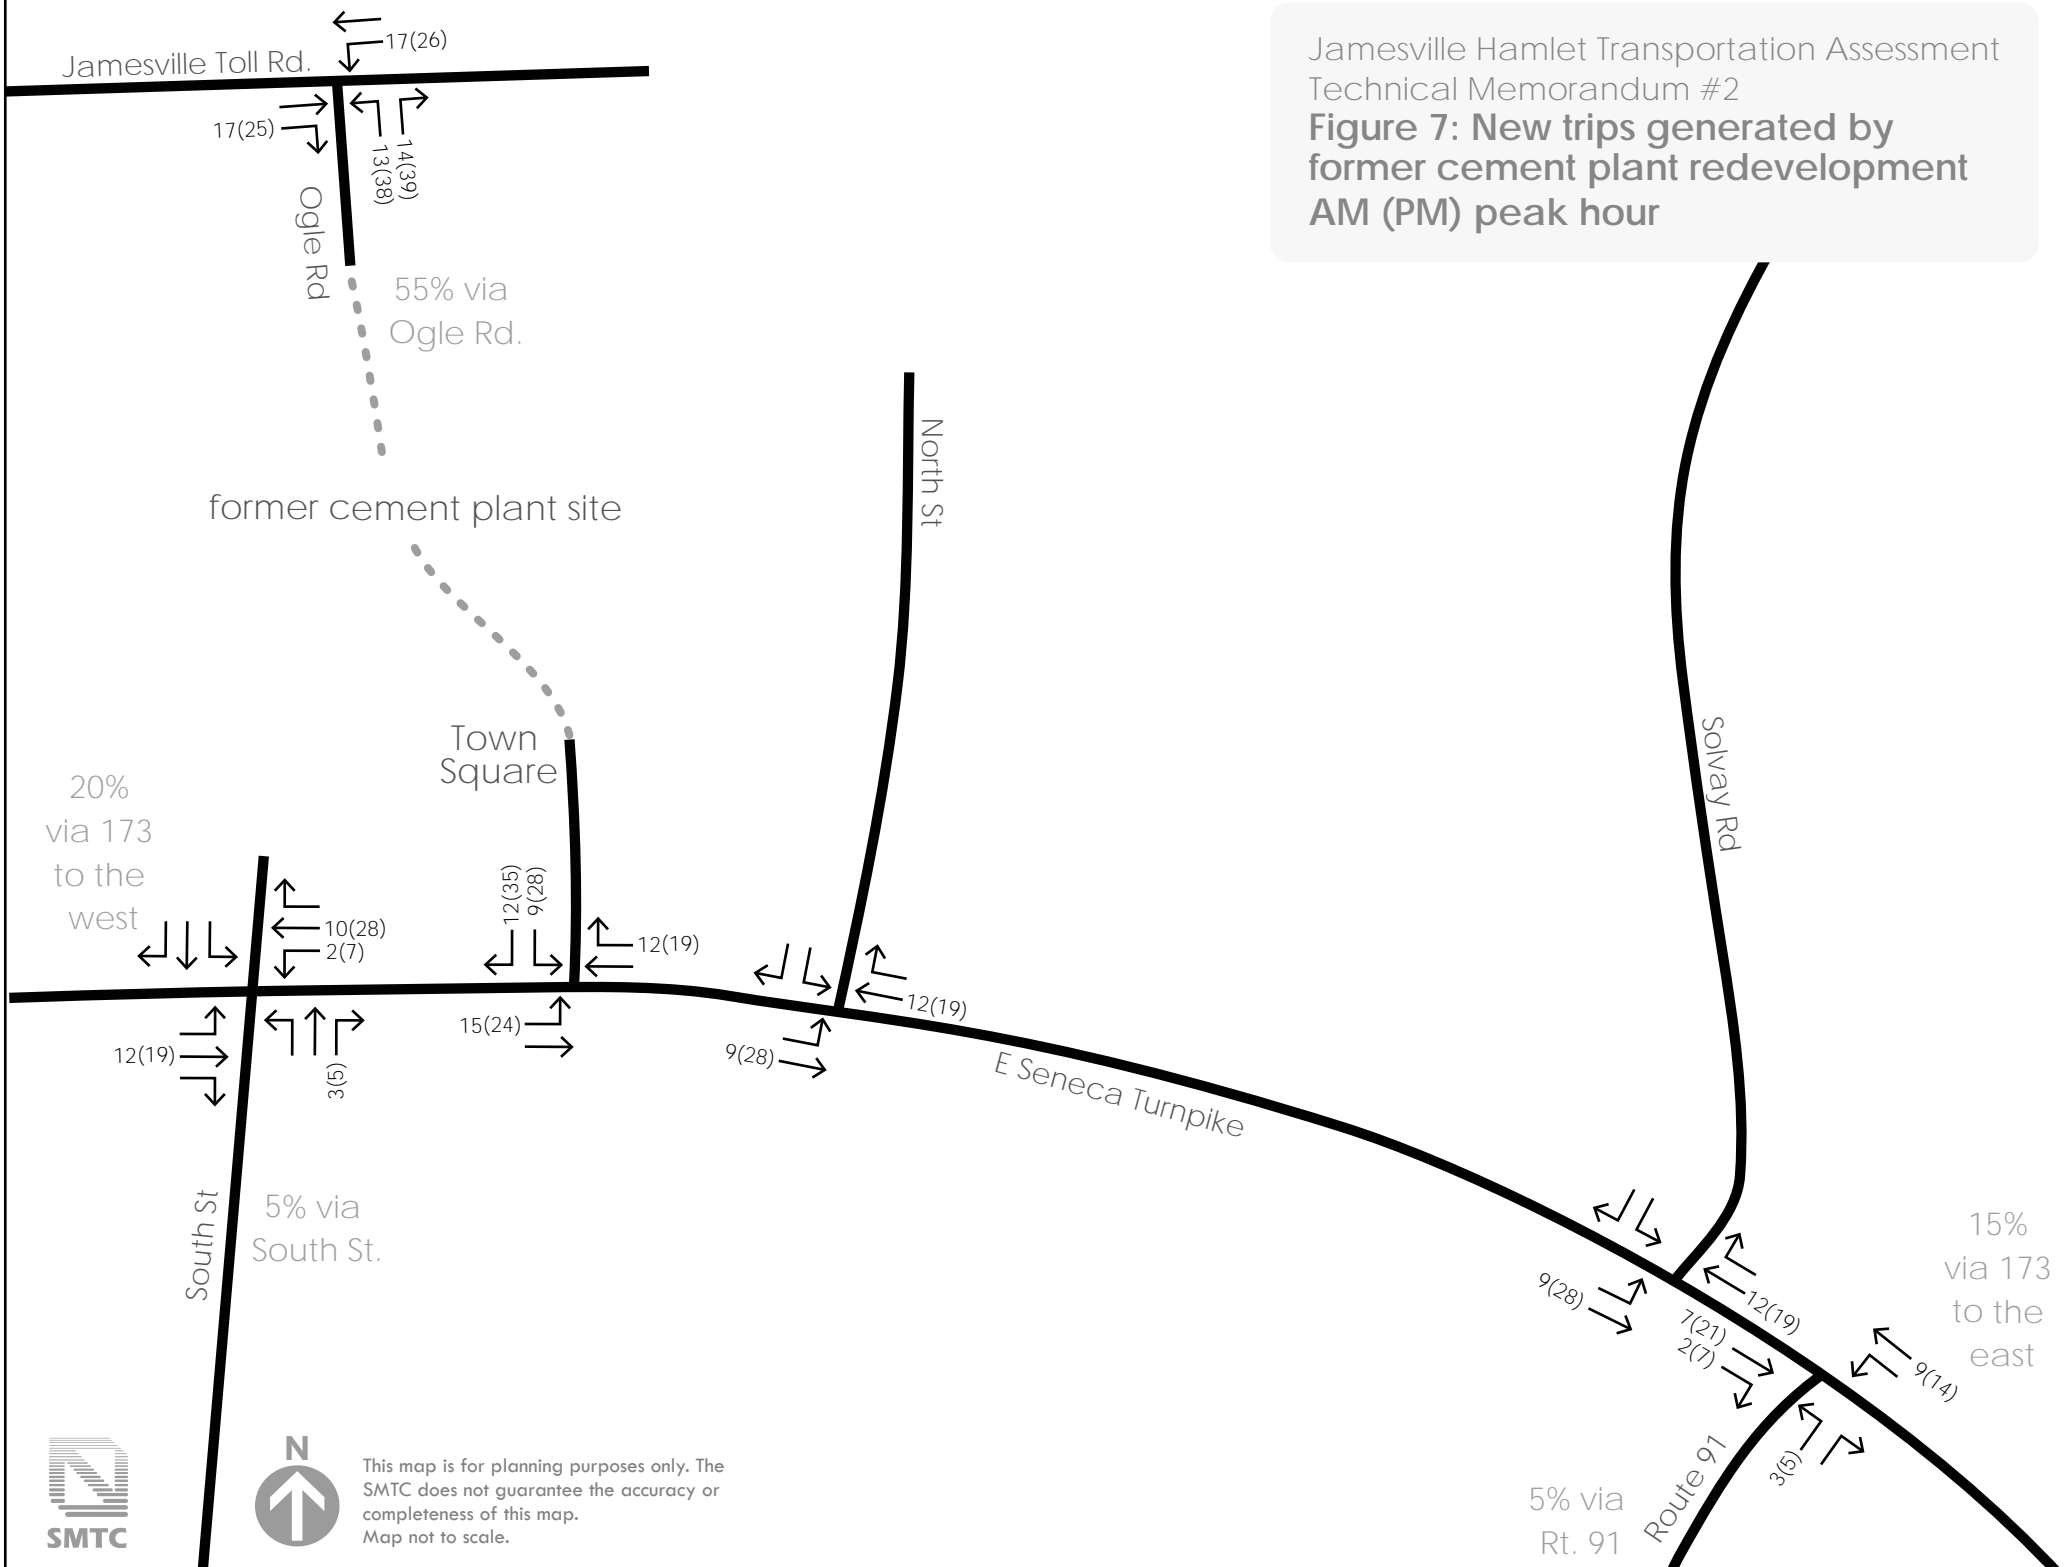 Jamesville Hamlet Transportation Assessment
Technical Memorandum #2
Figure 7: New trips generated by
former cement plant redevelopment
AM (PM) peak hour
17(26)
Jamesville Toll Rd.
17(25)
13(38)
14(39)
Ogle Rd
55% via
Ogle Rd.
former cement plant site
North St
Town
Square
Solvay Rd
20%
via 173
to the
west
10(28)
2(7)
12(35)
9(28)
12(19)
12(19)
3(5)
15(24)
12(19)
9(28)
E Seneca Turnpike
South St
5% via
South St.
9(28)
12(19)
7(21)
2(7)
15%
via 173
to the
east
9(14)
3(5)
Route 91
5% via
Rt. 91
SMTC
N
This map is for planning purposes only. The
SMTC does not guarantee the accuracy or
completeness of this map.
Map not to scale.